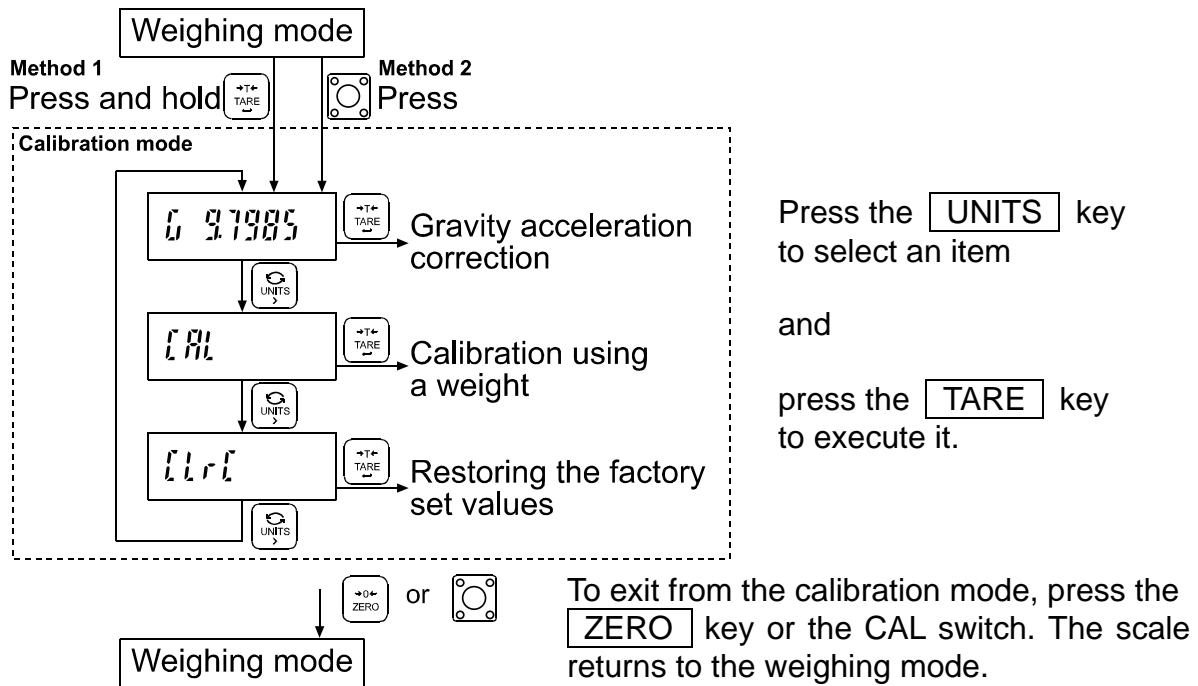 Weighing mode
Method 1
Press and hold
→T←
TARE
Method 2
Press
Calibration mode
G 9.7985
→T←
TARE
Gravity acceleration
correction
UNITS
>
CAL
→T←
TARE
Calibration using
a weight
UNITS
>
CLrC
→T←
TARE
Restoring the factory
set values
UNITS
>
Press the UNITS key
to select an item
and
press the TARE key
to execute it.
→0←
ZERO
or
Weighing mode
To exit from the calibration mode, press the
ZERO key or the CAL switch. The scale
returns to the weighing mode.